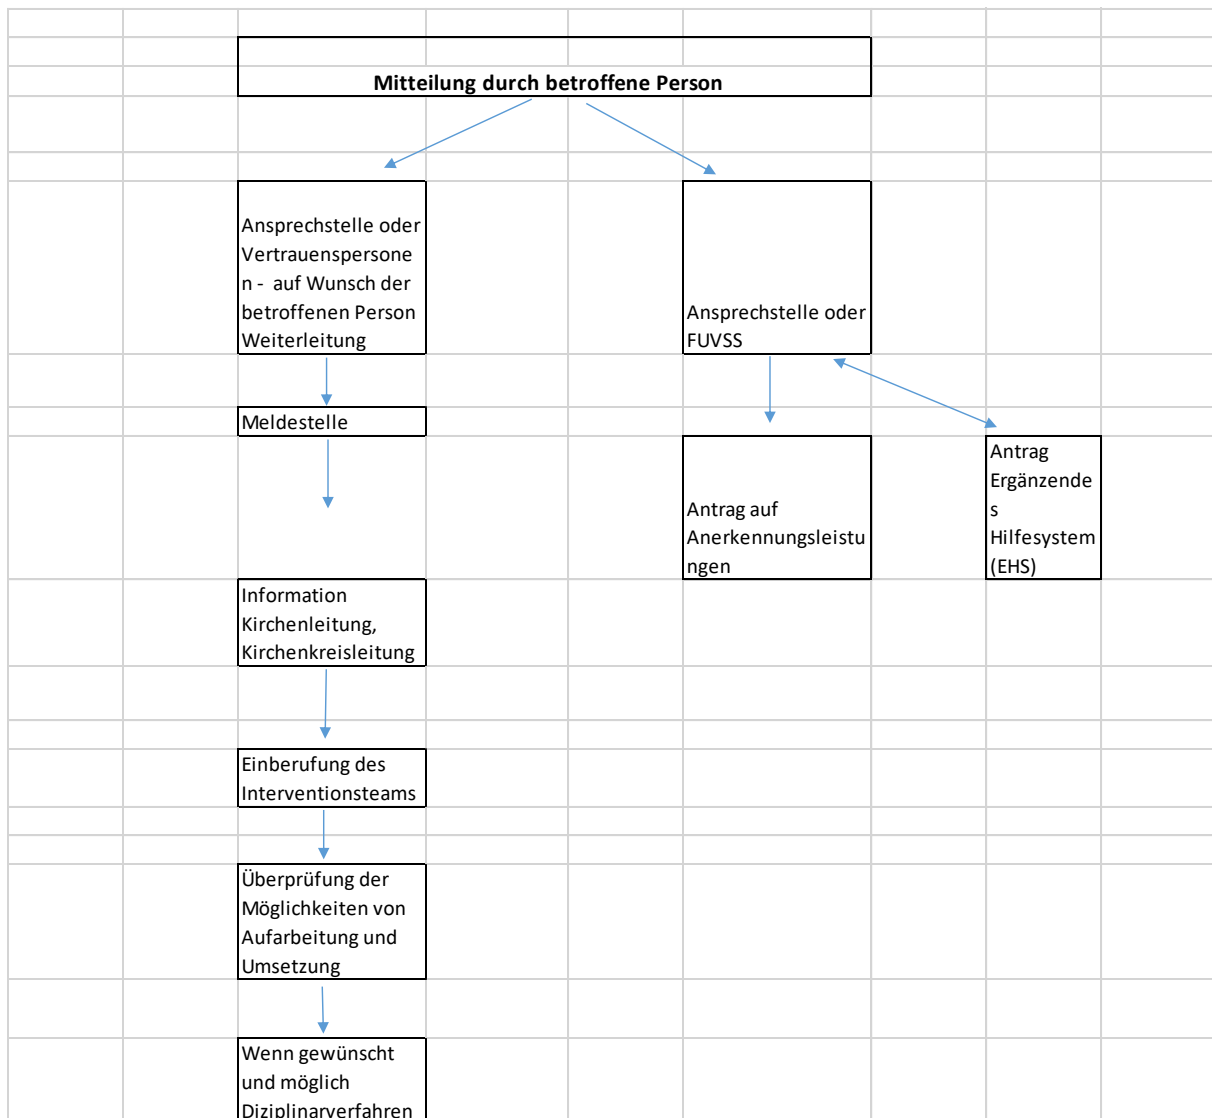 Mitteilung durch betroffene Person
Ansprechstelle oder
Vertrauenspersone
n -  auf Wunsch der
betroffenen Person
Weiterleitung
Ansprechstelle oder
FUVSS
Meldestelle
Antrag auf
Anerkennungsleistu
ngen
Antrag
Ergänzende
s
Hilfesystem
(EHS)
Information
Kirchenleitung,
Kirchenkreisleitung
Einberufung des
Interventionsteams
Überprüfung der
Möglichkeiten von
Aufarbeitung und
Umsetzung
Wenn gewünscht
und möglich
Diziplinarverfahren